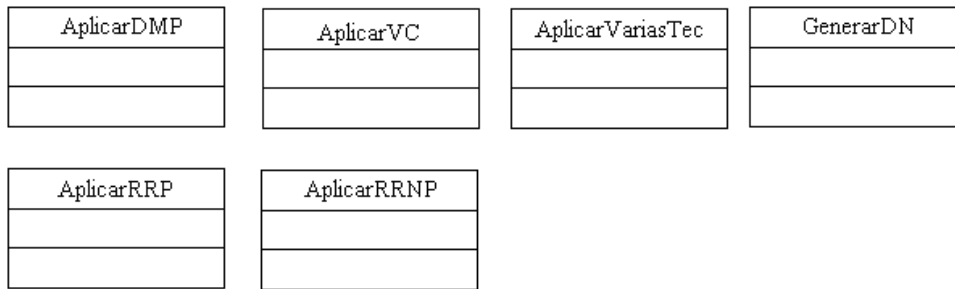 AplicarDMP
AplicarVC
AplicarVariasTec
GenerarDN
AplicarRRP
AplicarRRNP